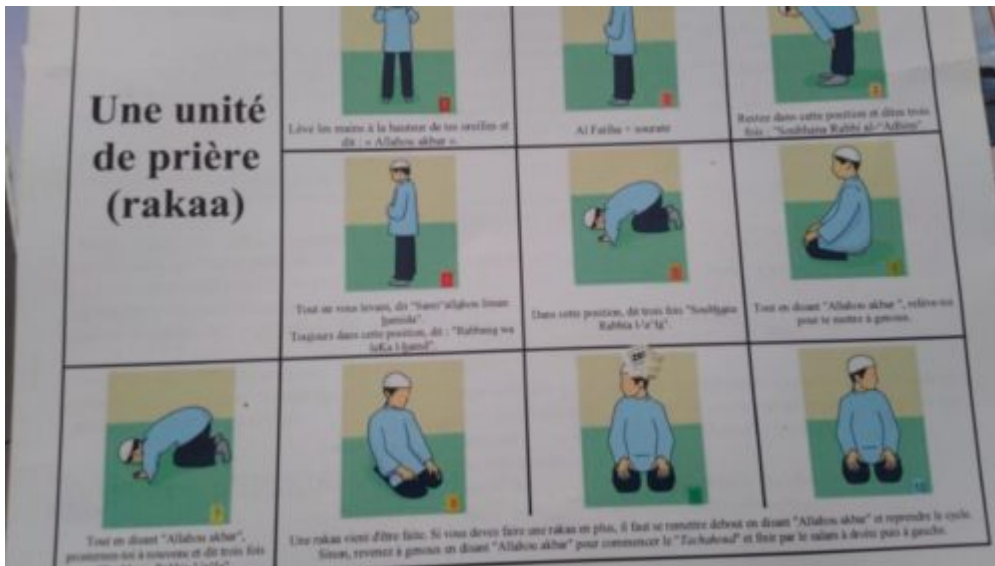 Une unité
de prière
(rakaa)
Lève les mains à la hauteur de tes oreilles et
dit : « Allahou akbar ».
Al Fatiha + sourate
Restez dans cette position et dites trois
fois : "Soubhana Rabbi al-'Adhim"
Tout en vous levant, dit "Sami'allahou liman
hamida".
Toujours dans cette position, dit : "Rabbana wa
laKa l-hamd".
Dans cette position, dit trois fois "Soubhana
Rabbia l-a'la"
Tout en disant "Allahou akbar ", relève-toi
pour te mettre à genoux.
Tout en disant "Allahou akbar",
prosternes-toi à nouveau et dit trois fois
Une rakaa vient d'être faite. Si vous devez faire une rakaa en plus, il faut se remettre debout en disant "Allahou akbar" et reprendre le cycle.
Sinon, revenez à genoux en disant "Allahou akbar" pour commencer le "Tachahoud" et finir par le salam à droite puis à gauche.
10